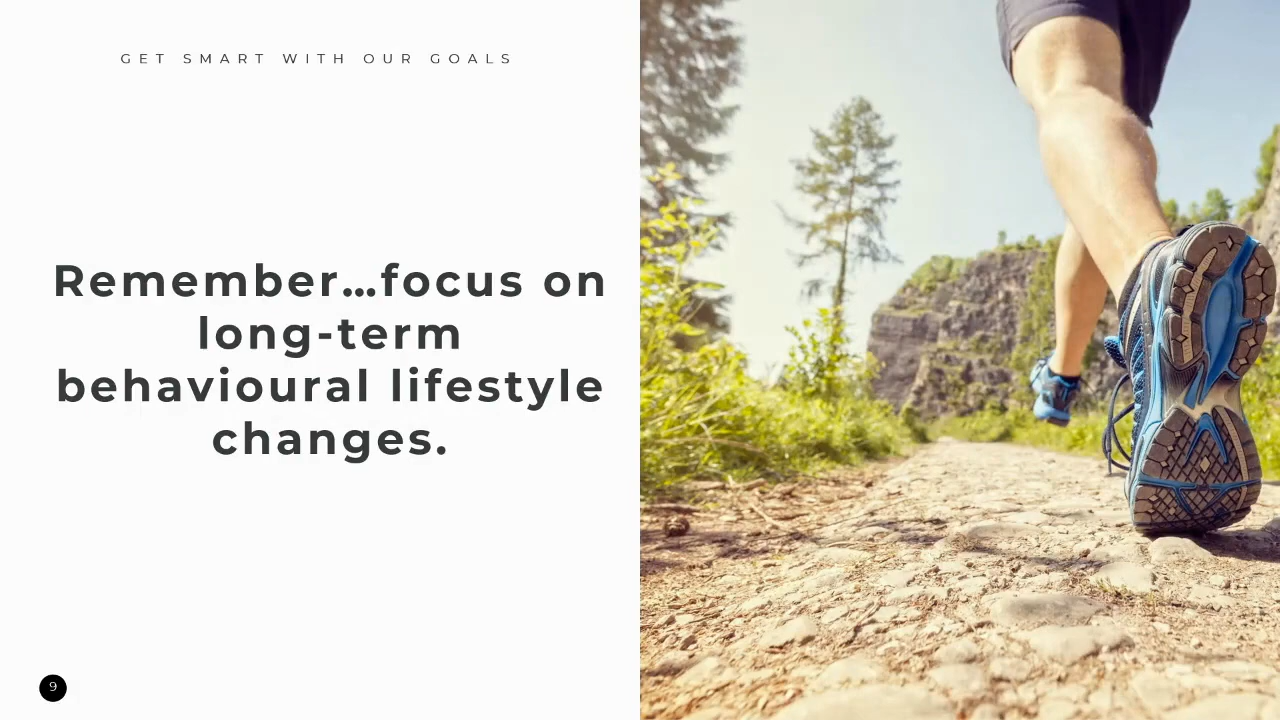 GET SMART WITH OUR GOALS
Remember...focus on
long-term
behavioural lifestyle
changes.
9